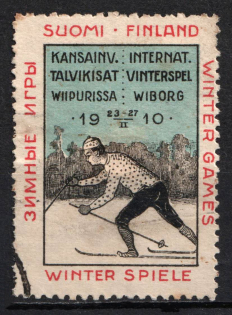 SUOMI · FINLAND
KANSAINV. INTERNAT.
TALVIKISAT VINTERSPEL
WIIPURISSA WIBORG
· 19 23-27/II 10 ·
ЗИМНЫЕ ИГРЫ
WINTER GAMES
WINTER SPIELE